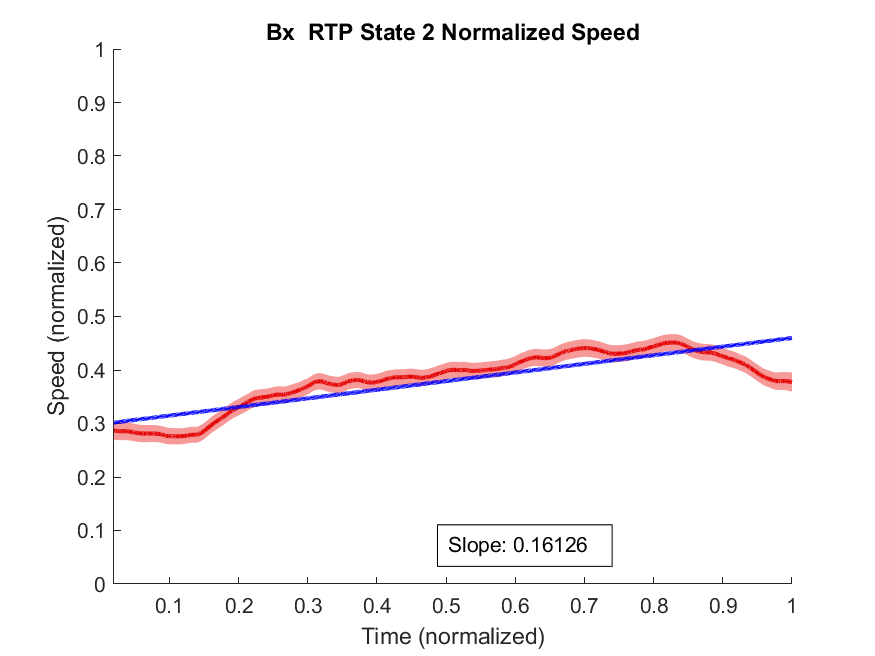 Bx  RTP State 2 Normalized Speed
1
0.9
0.8
0.7
0.6
0.5
0.4
0.3
0.2
0.1
0
Speed (normalized)
Slope: 0.16126
0.1 0.2 0.3 0.4 0.5 0.6 0.7 0.8 0.9 1
Time (normalized)